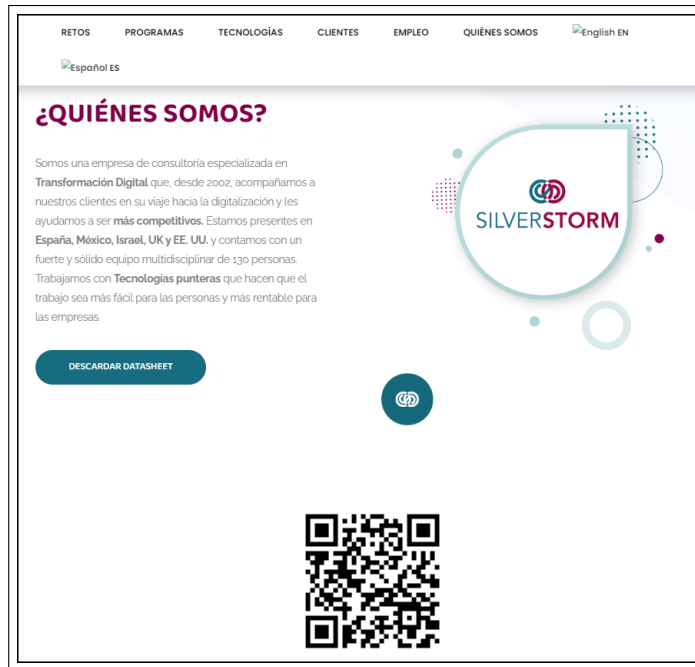 RETOS PROGRAMAS TECNOLOGÍAS CLIENTES EMPLEO QUIÉNES SOMOS English EN
Español ES
¿QUIÉNES SOMOS?
Somos una empresa de consultoría especializada en
Transformación Digital que, desde 2002, acompañamos a
nuestros clientes en su viaje hacia la digitalización y les
ayudamos a ser más competitivos. Estamos presentes en
España, México, Israel, UK y EE. UU. y contamos con un
fuerte y sólido equipo multidisciplinar de 130 personas.
Trabajamos con Tecnologías punteras que hacen que el
trabajo sea más fácil para las personas y más rentable para
las empresas.
DESCARDAR DATASHEET
SILVERSTORM